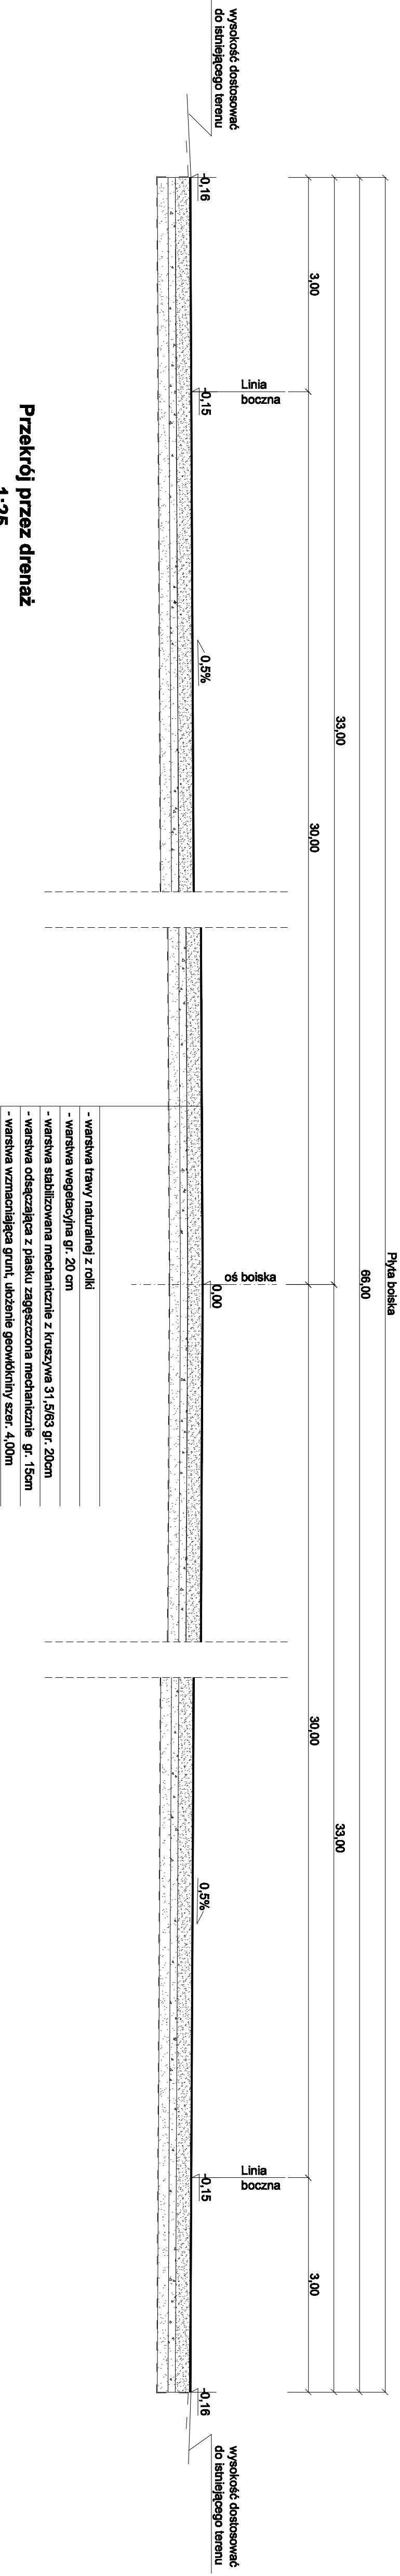 Płyta boiska
66,00
33,00
33,00
3,00
30,00
30,00
3,00
wysokość dostosować
do istniejącego terenu
Linia
boczna
oś boiska
Linia
boczna
wysokość dostosować
do istniejącego terenu
-0,16
-0,15
0,5%
0,00
0,5%
-0,15
-0,16
- warstwa trawy naturalnej z rolki
- warstwa wegetacyjna gr. 20 cm
- warstwa stabilizowana mechanicznie z kruszywa 31,5/63 gr. 20cm
- warstwa odsączająca z piasku zagęszczona mechanicznie gr. 15cm
- warstwa wzmacniająca grunt, ułożenie geowłókniny szer. 4,00m
Przekrój przez drenaż
1:25